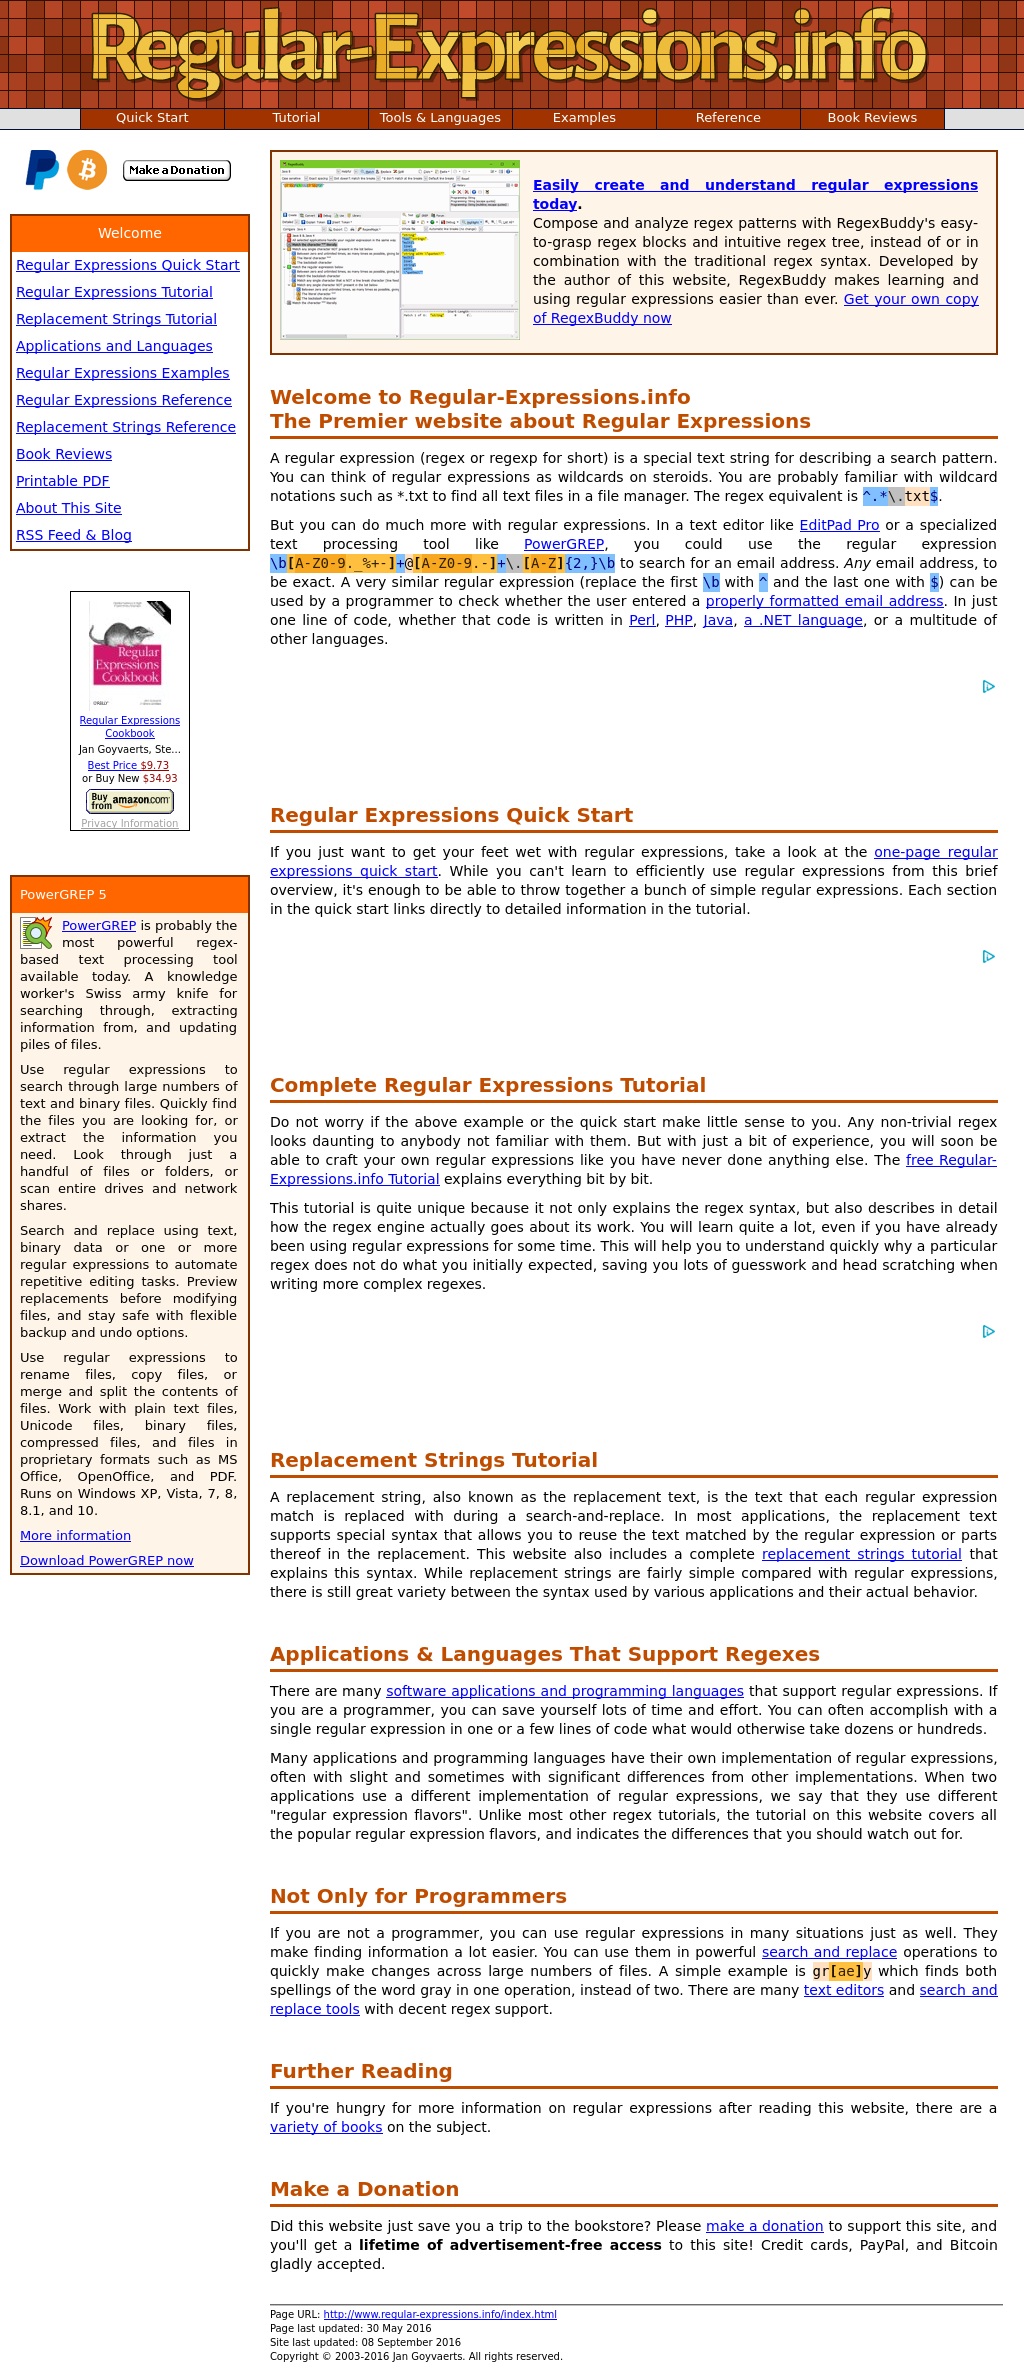 Regular-Expressions.info
Quick Start
Tutorial
Tools & Languages
Examples
Reference
Book Reviews
Make a Donation
Welcome
Regular Expressions Quick Start
Regular Expressions Tutorial
Replacement Strings Tutorial
Applications and Languages
Regular Expressions Examples
Regular Expressions Reference
Replacement Strings Reference
Book Reviews
Printable PDF
About This Site
RSS Feed & Blog
Regular
Expressions
Cookbook
O'REILLY
Regular Expressions
Cookbook
Jan Goyvaerts, Ste...
Best Price $9.73
or Buy New $34.93
Buy from amazon.com
Privacy Information
PowerGREP 5
PowerGREP is probably the
most powerful regex-
based text processing tool
available today. A knowledge
worker's Swiss army knife for
searching through, extracting
information from, and updating
piles of files.
Use regular expressions to
search through large numbers of
text and binary files. Quickly find
the files you are looking for, or
extract the information you
need. Look through just a
handful of files or folders, or
scan entire drives and network
shares.
Search and replace using text,
binary data or one or more
regular expressions to automate
repetitive editing tasks. Preview
replacements before modifying
files, and stay safe with flexible
backup and undo options.
Use regular expressions to
rename files, copy files, or
merge and split the contents of
files. Work with plain text files,
Unicode files, binary files,
compressed files, and files in
proprietary formats such as MS
Office, OpenOffice, and PDF.
Runs on Windows XP, Vista, 7, 8,
8.1, and 10.
More information
Download PowerGREP now
Easily create and understand regular expressions
today.
Compose and analyze regex patterns with RegexBuddy's easy-
to-grasp regex blocks and intuitive regex tree, instead of or in
combination with the traditional regex syntax. Developed by
the author of this website, RegexBuddy makes learning and
using regular expressions easier than ever. Get your own copy
of RegexBuddy now
Welcome to Regular-Expressions.info
The Premier website about Regular Expressions
A regular expression (regex or regexp for short) is a special text string for describing a search pattern.
You can think of regular expressions as wildcards on steroids. You are probably familiar with wildcard
notations such as *.txt to find all text files in a file manager. The regex equivalent is ^.*\.txt$.
But you can do much more with regular expressions. In a text editor like EditPad Pro or a specialized
text processing tool like PowerGREP, you could use the regular expression
\b[A-Z0-9._%+-]+@[A-Z0-9.-]+\.[A-Z]{2,}\b to search for an email address. Any email address, to
be exact. A very similar regular expression (replace the first \b with ^ and the last one with $) can be
used by a programmer to check whether the user entered a properly formatted email address. In just
one line of code, whether that code is written in Perl, PHP, Java, a .NET language, or a multitude of
other languages.
Regular Expressions Quick Start
If you just want to get your feet wet with regular expressions, take a look at the one-page regular
expressions quick start. While you can't learn to efficiently use regular expressions from this brief
overview, it's enough to be able to throw together a bunch of simple regular expressions. Each section
in the quick start links directly to detailed information in the tutorial.
Complete Regular Expressions Tutorial
Do not worry if the above example or the quick start make little sense to you. Any non-trivial regex
looks daunting to anybody not familiar with them. But with just a bit of experience, you will soon be
able to craft your own regular expressions like you have never done anything else. The free Regular-
Expressions.info Tutorial explains everything bit by bit.
This tutorial is quite unique because it not only explains the regex syntax, but also describes in detail
how the regex engine actually goes about its work. You will learn quite a lot, even if you have already
been using regular expressions for some time. This will help you to understand quickly why a particular
regex does not do what you initially expected, saving you lots of guesswork and head scratching when
writing more complex regexes.
Replacement Strings Tutorial
A replacement string, also known as the replacement text, is the text that each regular expression
match is replaced with during a search-and-replace. In most applications, the replacement text
supports special syntax that allows you to reuse the text matched by the regular expression or parts
thereof in the replacement. This website also includes a complete replacement strings tutorial that
explains this syntax. While replacement strings are fairly simple compared with regular expressions,
there is still great variety between the syntax used by various applications and their actual behavior.
Applications & Languages That Support Regexes
There are many software applications and programming languages that support regular expressions. If
you are a programmer, you can save yourself lots of time and effort. You can often accomplish with a
single regular expression in one or a few lines of code what would otherwise take dozens or hundreds.
Many applications and programming languages have their own implementation of regular expressions,
often with slight and sometimes with significant differences from other implementations. When two
applications use a different implementation of regular expressions, we say that they use different
"regular expression flavors". Unlike most other regex tutorials, the tutorial on this website covers all
the popular regular expression flavors, and indicates the differences that you should watch out for.
Not Only for Programmers
If you are not a programmer, you can use regular expressions in many situations just as well. They
make finding information a lot easier. You can use them in powerful search and replace operations to
quickly make changes across large numbers of files. A simple example is gr[ae]y which finds both
spellings of the word gray in one operation, instead of two. There are many text editors and search and
replace tools with decent regex support.
Further Reading
If you're hungry for more information on regular expressions after reading this website, there are a
variety of books on the subject.
Make a Donation
Did this website just save you a trip to the bookstore? Please make a donation to support this site, and
you'll get a lifetime of advertisement-free access to this site! Credit cards, PayPal, and Bitcoin
gladly accepted.
Page URL: http://www.regular-expressions.info/index.html
Page last updated: 30 May 2016
Site last updated: 08 September 2016
Copyright © 2003-2016 Jan Goyvaerts. All rights reserved.